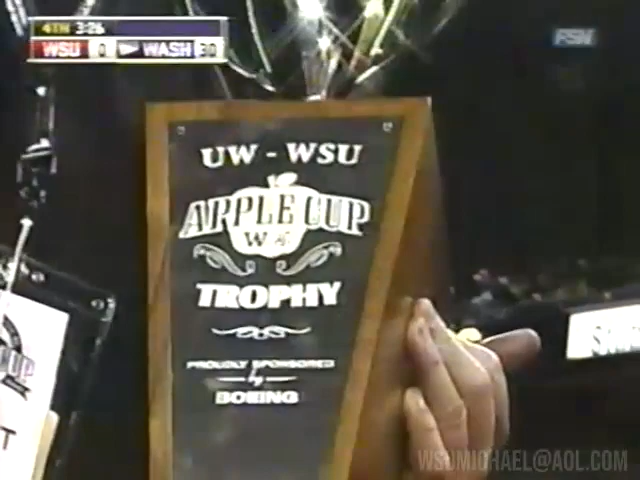 4TH 3:26
FSN
WSU 0 WASH 30
UW - WSU
APPLE CUP
TROPHY
PROUDLY SPONSORED
by
BOEING
WSUMICHAEL@AOL.COM